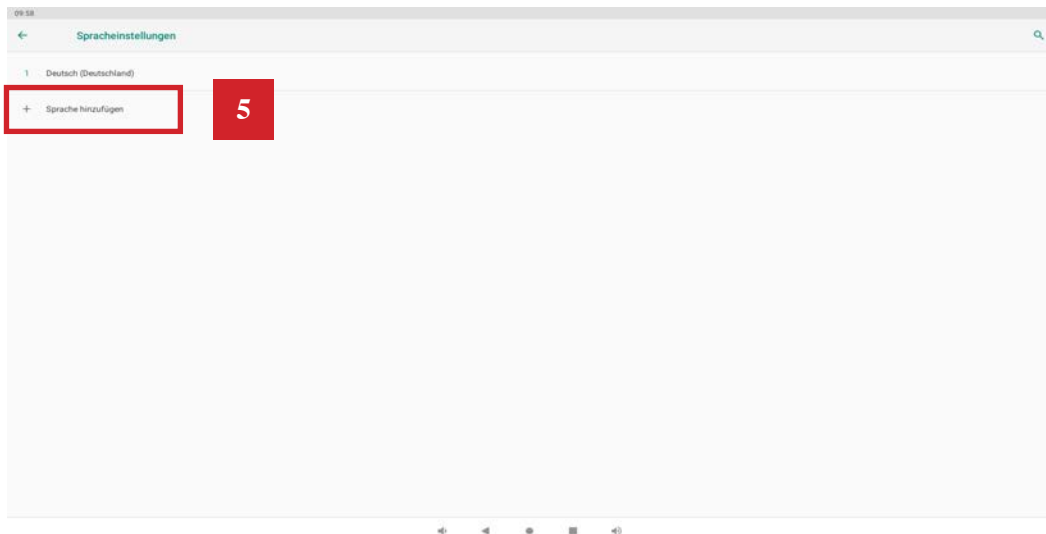 09:58
Spracheinstellungen
1 Deutsch (Deutschland)
+ Sprache hinzufügen
5